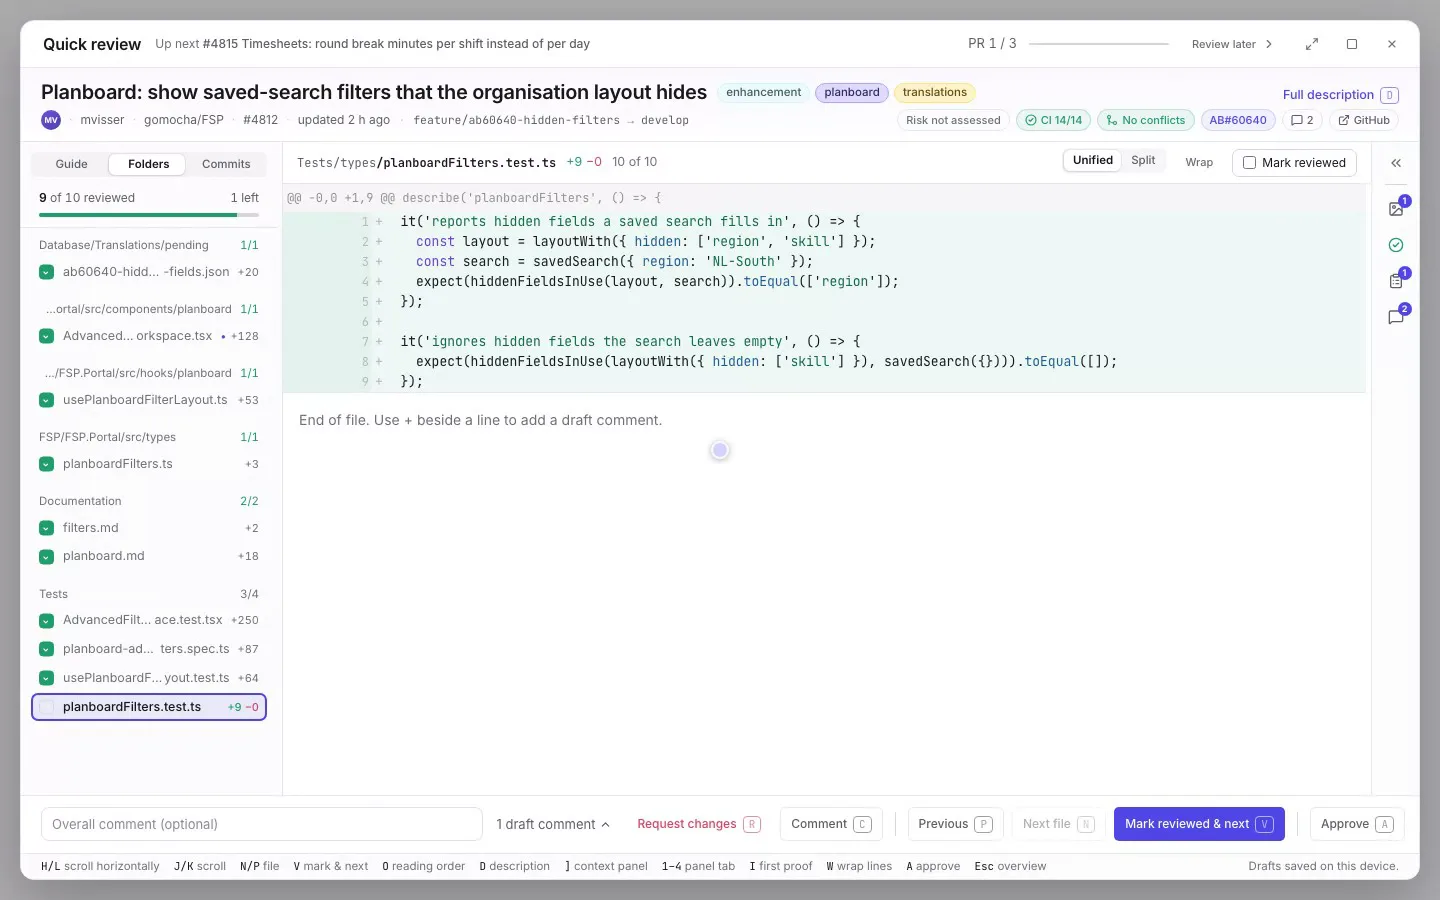 Quick review Up next #4815 Timesheets: round break minutes per shift instead of per day PR 1 / 3 Review later
Planboard: show saved-search filters that the organisation layout hides enhancement planboard translations Full description D
MV · mvisser · gomocha/FSP · #4812 · updated 2 h ago · feature/ab60640-hidden-filters → develop Risk not assessed CI 14/14 No conflicts AB#60640 2 GitHub
Guide Folders Commits
9 of 10 reviewed 1 left
Database/Translations/pending 1/1
ab60640-hidd... -fields.json +20
...ortal/src/components/planboard 1/1
Advanced... orkspace.tsx • +128
.../FSP.Portal/src/hooks/planboard 1/1
usePlanboardFilterLayout.ts +53
FSP/FSP.Portal/src/types 1/1
planboardFilters.ts +3
Documentation 2/2
filters.md +2
planboard.md +18
Tests 3/4
AdvancedFilt... ace.test.tsx +250
planboard-ad... ters.spec.ts +87
usePlanboardF... yout.test.ts +64
planboardFilters.test.ts +9 −0
Tests/types/planboardFilters.test.ts +9 −0 10 of 10 Unified Split Wrap Mark reviewed
@@ -0,0 +1,9 @@ describe('planboardFilters', () => {
1 + it('reports hidden fields a saved search fills in', () => {
2 + const layout = layoutWith({ hidden: ['region', 'skill'] });
3 + const search = savedSearch({ region: 'NL-South' });
4 + expect(hiddenFieldsInUse(layout, search)).toEqual(['region']);
5 + });
6 +
7 + it('ignores hidden fields the search leaves empty', () => {
8 + expect(hiddenFieldsInUse(layoutWith({ hidden: ['skill'] }), savedSearch({}))).toEqual([]);
9 + });
End of file. Use + beside a line to add a draft comment.
1
1
2
Overall comment (optional) 1 draft comment Request changes R Comment C Previous P Next file N Mark reviewed & next V Approve A
H/L scroll horizontally J/K scroll N/P file V mark & next O reading order D description ] context panel 1–4 panel tab I first proof W wrap lines A approve Esc overview Drafts saved on this device.